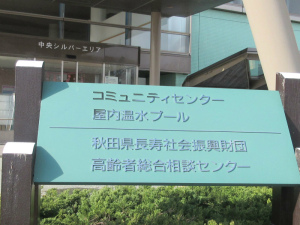 中央シルバーエリア
コミュニティセンター
屋内温水プール
秋田県長寿社会振興財団
高齢者総合相談センター